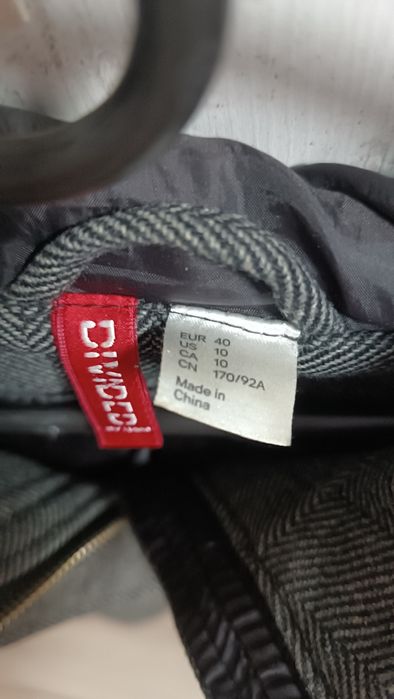 DIVIDED
EUR 40
US 10
CA 10
CN 170/92A
Made in
China